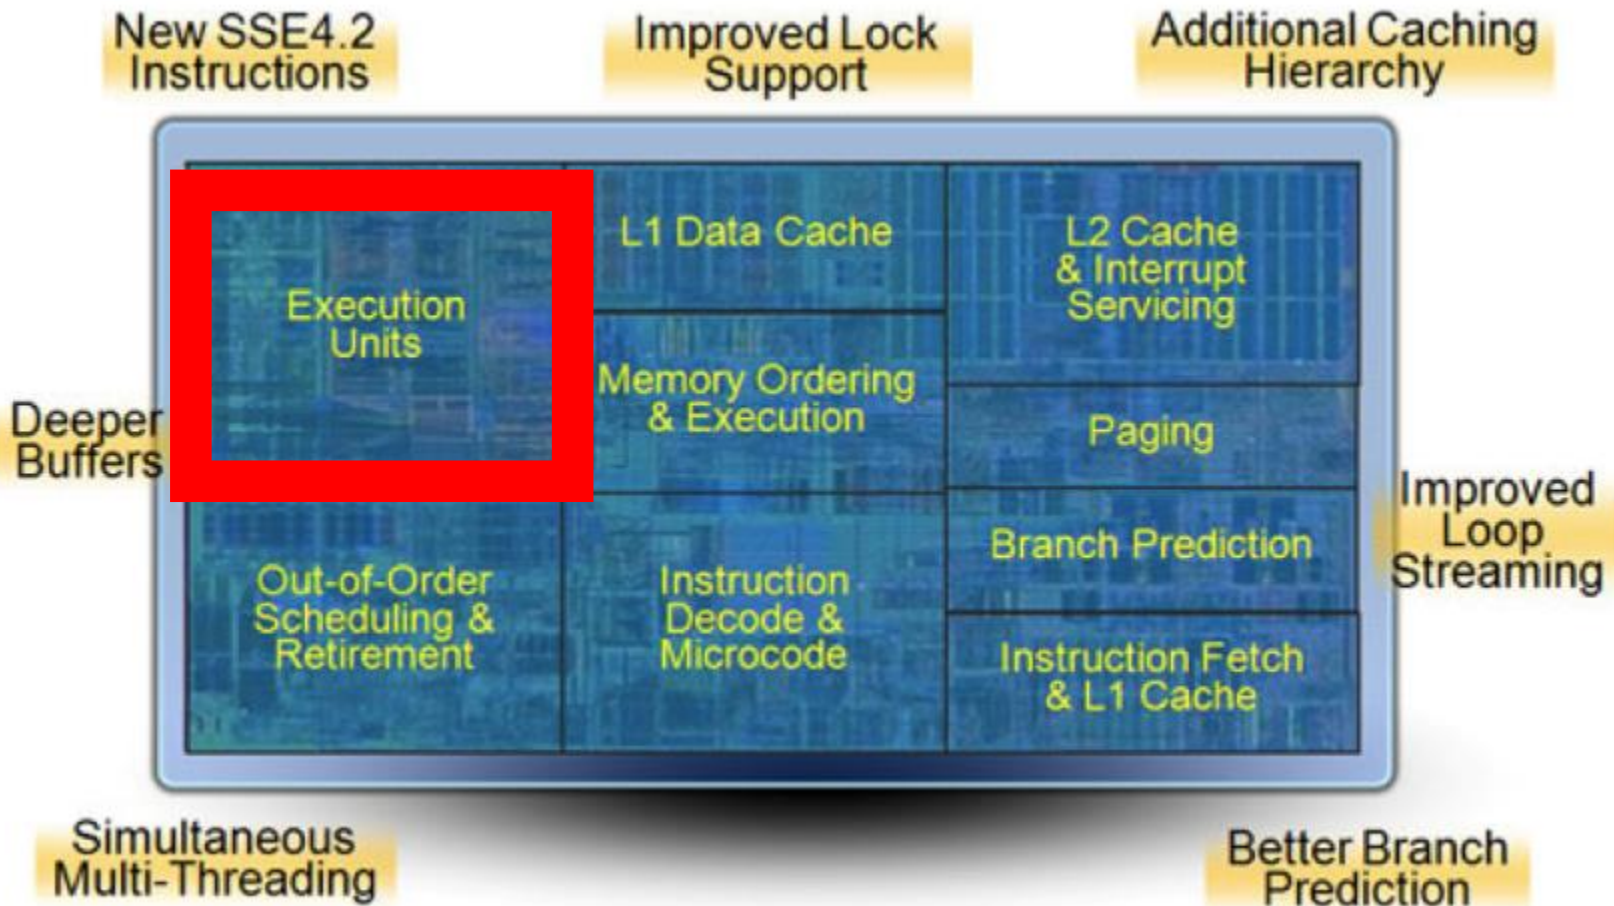 New SSE4.2
Instructions
Improved Lock
Support
Additional Caching
Hierarchy
Execution
Units
L1 Data Cache
L2 Cache
& Interrupt
Servicing
Memory Ordering
& Execution
Paging
Deeper
Buffers
Improved
Loop
Streaming
Branch Prediction
Out-of-Order
Scheduling &
Retirement
Instruction
Decode &
Microcode
Instruction Fetch
& L1 Cache
Simultaneous
Multi-Threading
Better Branch
Prediction